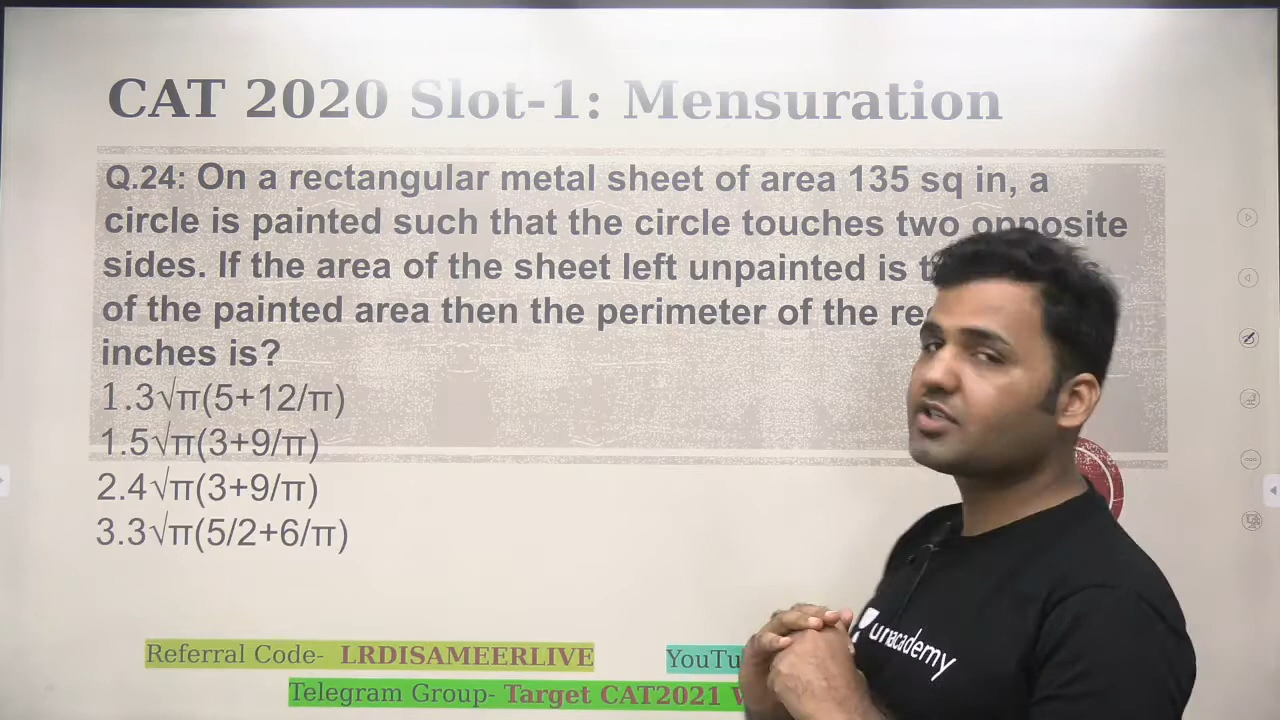 CAT 2020 Slot-1: Mensuration
Q.24: On a rectangular metal sheet of area 135 sq in, a
circle is painted such that the circle touches two opposite
sides. If the area of the sheet left unpainted is
of the painted area then the perimeter of the
inches is?
1.3√π(5+12/π)
1.5√π(3+9/π)
2.4√π(3+9/π)
3.3√π(5/2+6/π)
unacademy
Referral Code- LRDISAMEERLIVE
Telegram Group- Target CAT2021